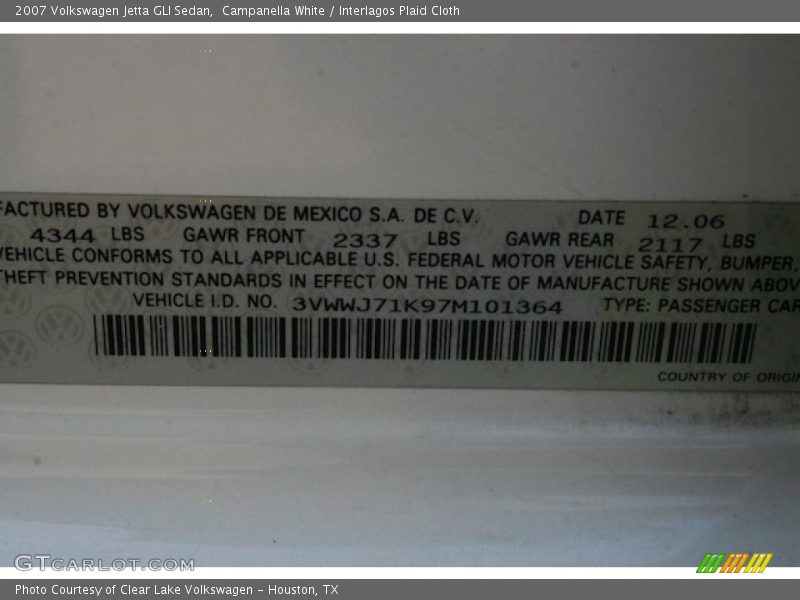 2007 Volkswagen Jetta GLI Sedan,  Campanella White / Interlagos Plaid Cloth
FACTURED BY VOLKSWAGEN DE MEXICO S.A. DE C.V. DATE 12.06
4344 LBS GAWR FRONT 2337 LBS GAWR REAR 2117 LBS
VEHICLE CONFORMS TO ALL APPLICABLE U.S. FEDERAL MOTOR VEHICLE SAFETY, BUMPER,
THEFT PREVENTION STANDARDS IN EFFECT ON THE DATE OF MANUFACTURE SHOWN ABOV
VEHICLE I.D. NO. 3VWWJ71K97M101364 TYPE: PASSENGER CAR
COUNTRY OF ORIGIN
GTCARLOT.COM
Photo Courtesy of Clear Lake Volkswagen – Houston, TX